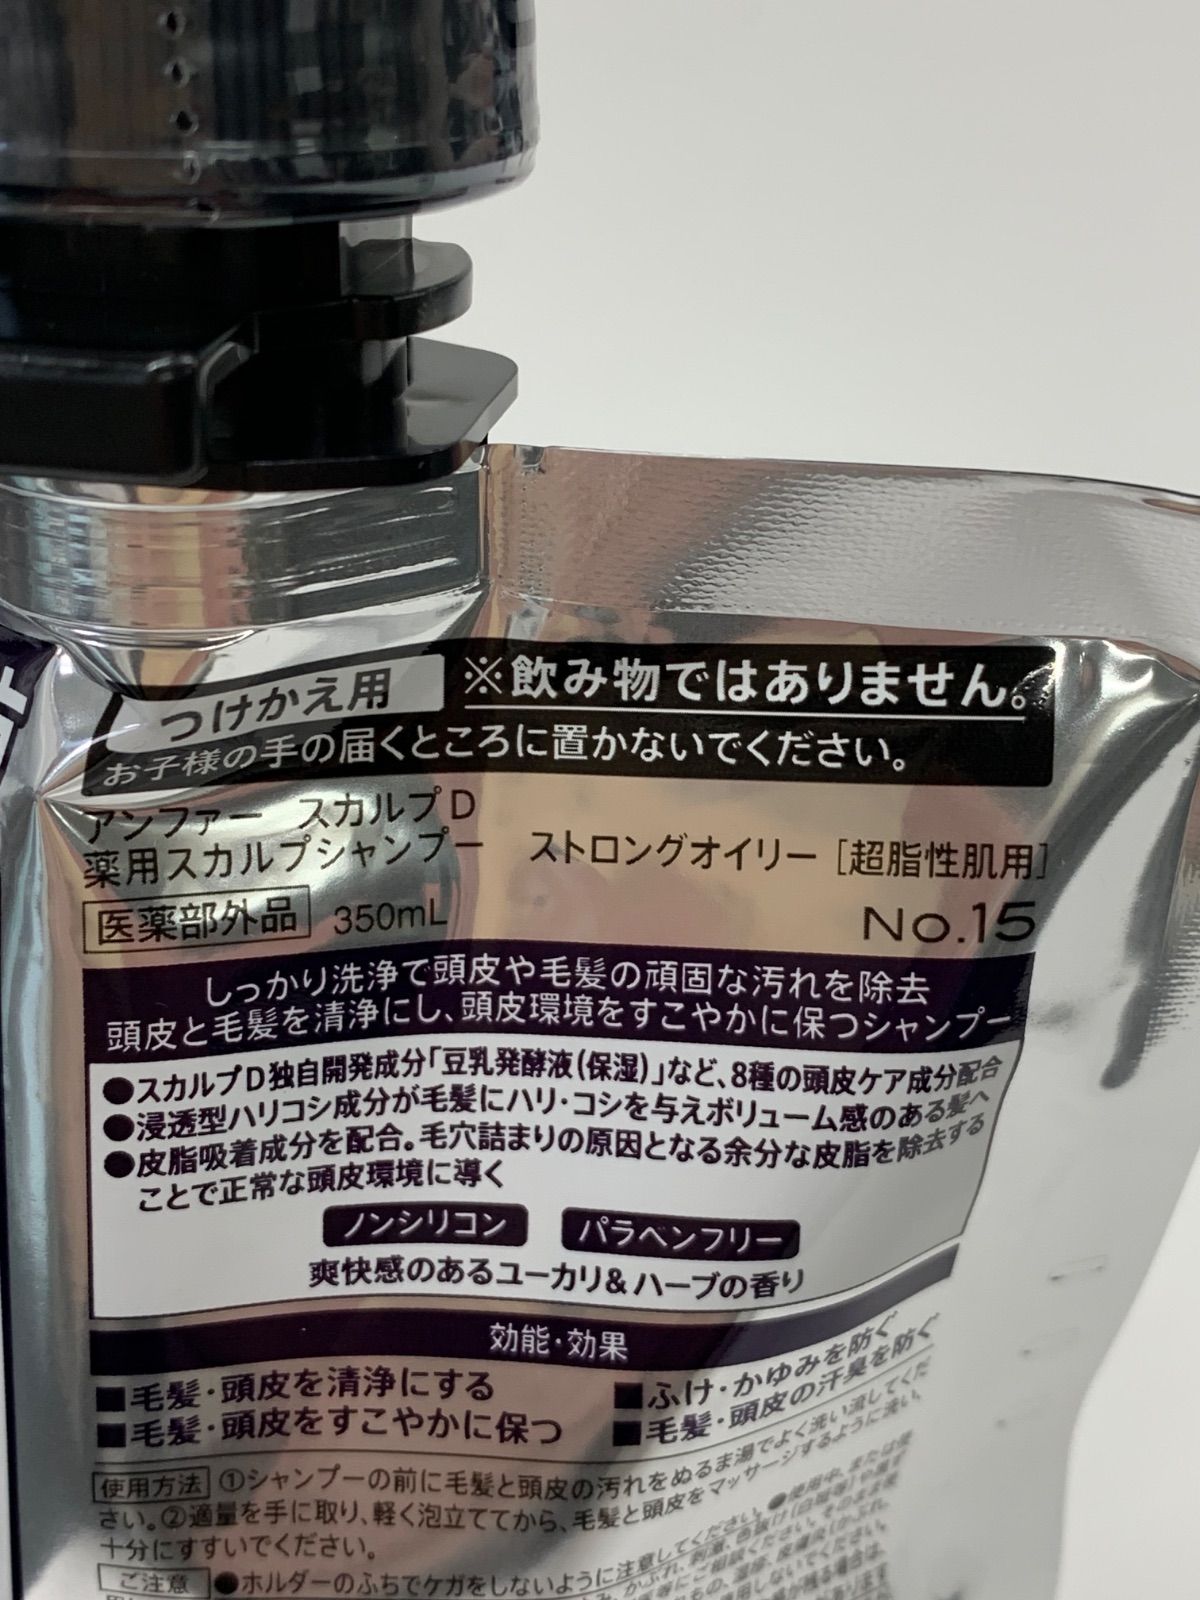 つけかえ用 ※飲み物ではありません。
お子様の手の届くところに置かないでください。
アンファー スカルプD
薬用スカルプシャンプー ストロングオイリー [超脂性肌用]
医薬部外品 350mL No.15
しっかり洗浄で頭皮や毛髪の頑固な汚れを除去
頭皮と毛髪を清浄にし、頭皮環境をすこやかに保つシャンプー
●スカルプD独自開発成分「豆乳発酵液(保湿)」など、8種の頭皮ケア成分配合
●浸透型ハリコシ成分が毛髪にハリ・コシを与えボリューム感のある髪へ
●皮脂吸着成分を配合。毛穴詰まりの原因となる余分な皮脂を除去する
ことで正常な頭皮環境に導く
ノンシリコン パラベンフリー
爽快感のあるユーカリ&ハーブの香り
効能・効果
■毛髪・頭皮を清浄にする ■ふけ・かゆみを防ぐ
■毛髪・頭皮をすこやかに保つ ■毛髪・頭皮の汗臭を防ぐ
使用方法 ①シャンプーの前に毛髪と頭皮の汚れをぬるま湯でよく洗い流してくだ
さい。②適量を手に取り、軽く泡立ててから、毛髪と頭皮をマッサージするように洗い、
十分にすすいでください。
ご注意 ●ホルダーのふちでケガをしないように注意してください。●使用中、または使